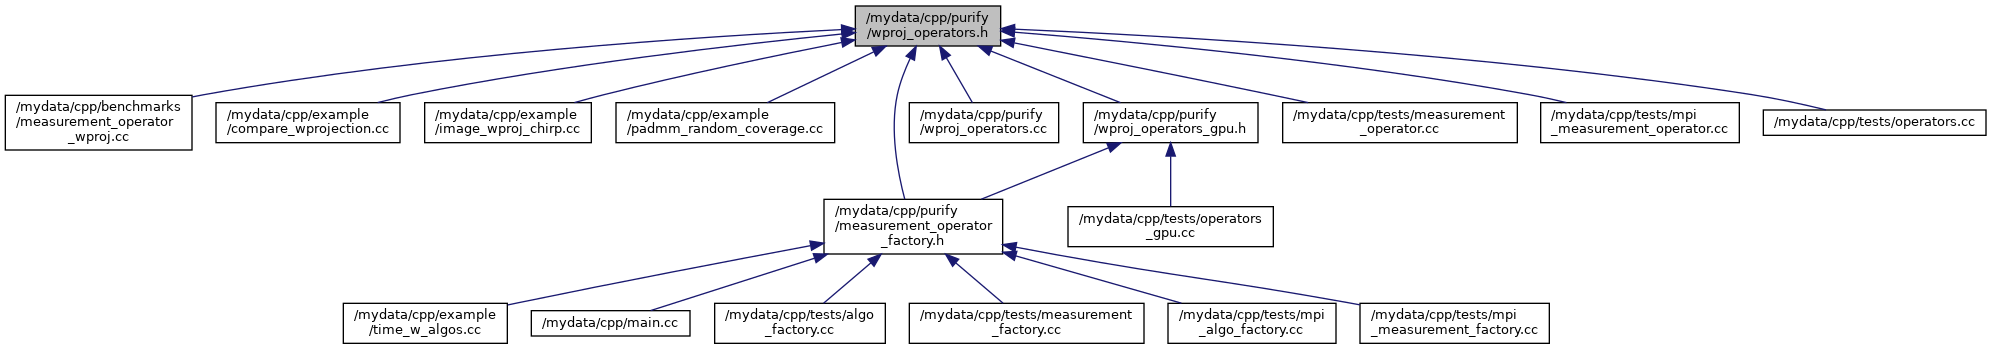 /mydata/cpp/purify
/wproj_operators.h
/mydata/cpp/benchmarks
/measurement_operator
_wproj.cc
/mydata/cpp/example
/compare_wprojection.cc
/mydata/cpp/example
/image_wproj_chirp.cc
/mydata/cpp/example
/padmm_random_coverage.cc
/mydata/cpp/purify
/wproj_operators.cc
/mydata/cpp/purify
/wproj_operators_gpu.h
/mydata/cpp/tests/measurement
_operator.cc
/mydata/cpp/tests/mpi
_measurement_operator.cc
/mydata/cpp/tests/operators.cc
/mydata/cpp/purify
/measurement_operator
_factory.h
/mydata/cpp/tests/operators
_gpu.cc
/mydata/cpp/example
/time_w_algos.cc
/mydata/cpp/main.cc
/mydata/cpp/tests/algo
_factory.cc
/mydata/cpp/tests/measurement
_factory.cc
/mydata/cpp/tests/mpi
_algo_factory.cc
/mydata/cpp/tests/mpi
_measurement_factory.cc